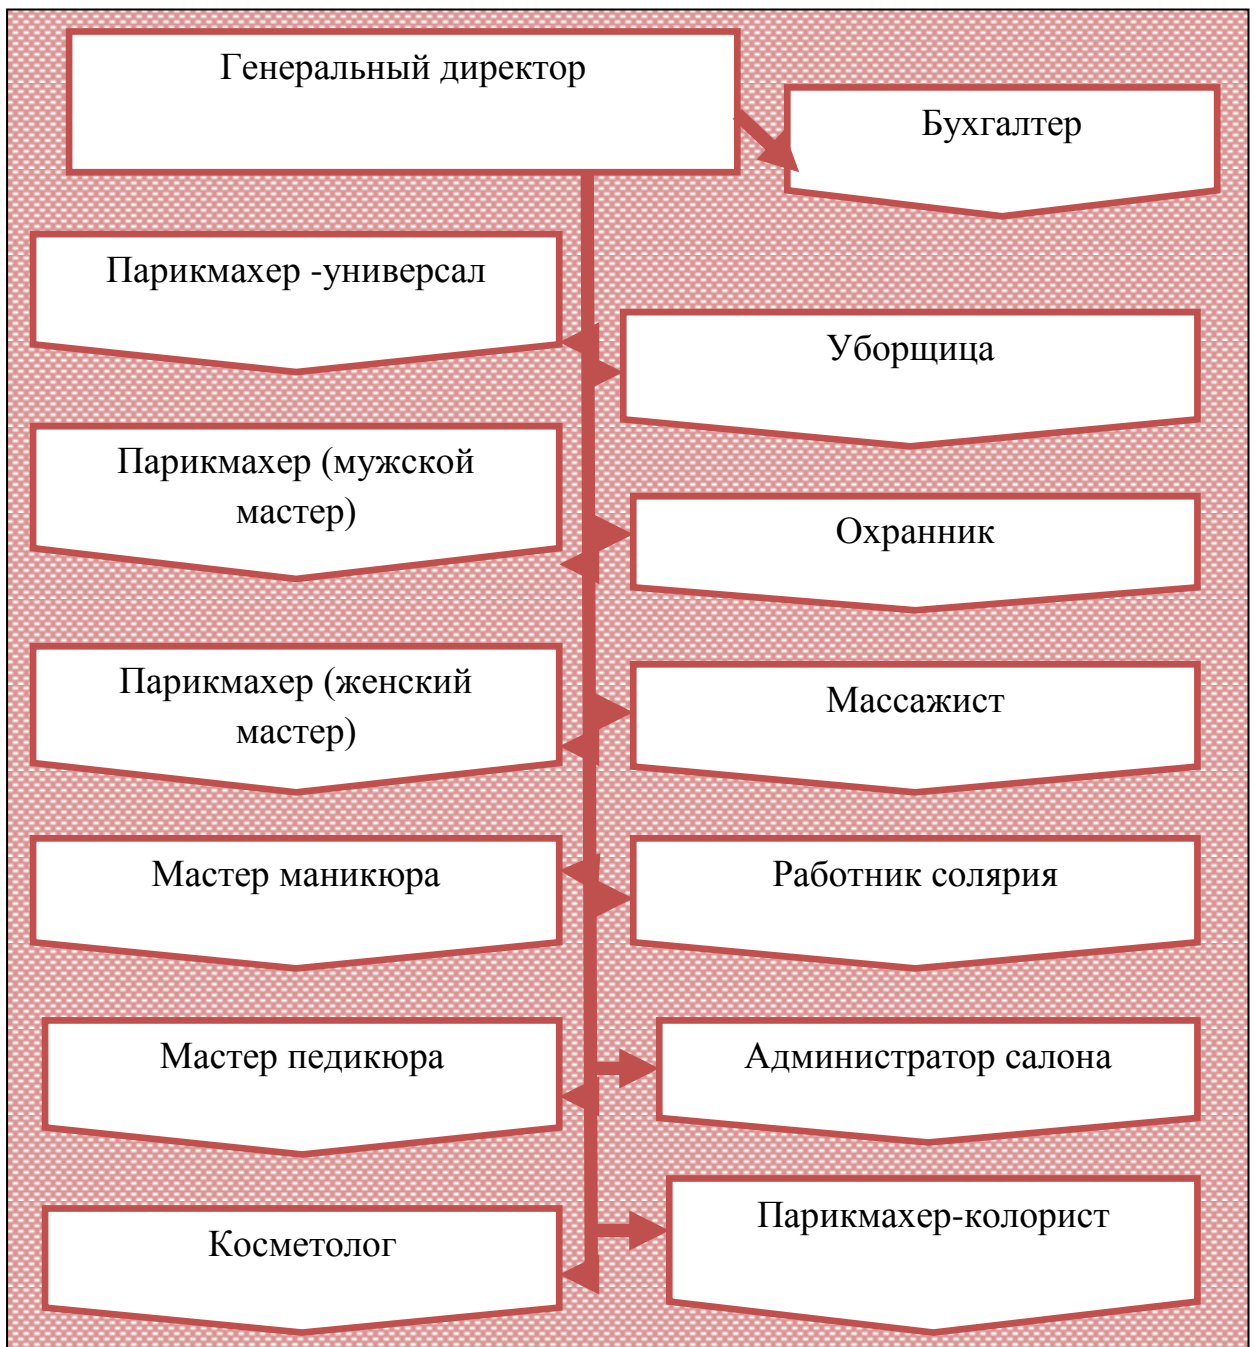 Генеральный директор
Бухгалтер
Парикмахер -универсал
Уборщица
Парикмахер (мужской
мастер)
Охранник
Парикмахер (женский
мастер)
Массажист
Мастер маникюра
Работник солярия
Мастер педикюра
Администратор салона
Косметолог
Парикмахер-колорист